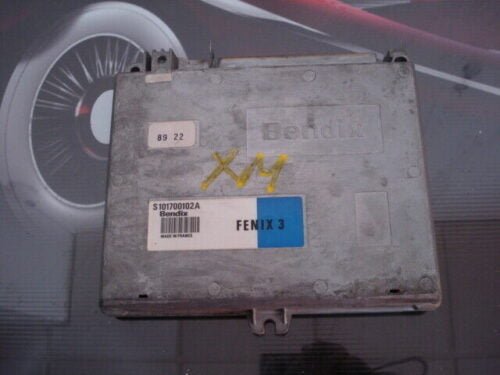 Bendix
89 22
XM
S101700102A
Bendix
MADE IN FRANCE
FENIX 3